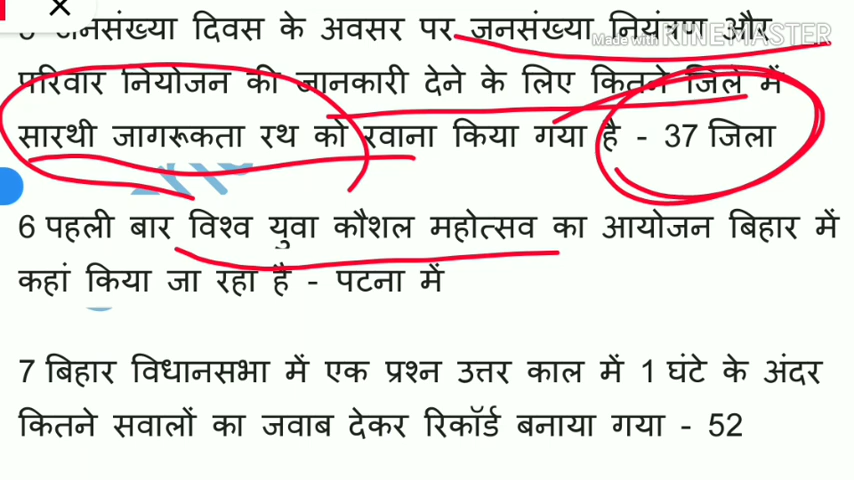 जनसंख्या दिवस के अवसर पर जनसंख्या नियंत्रण और
Made with KINEMASTER
परिवार नियोजन की जानकारी देने के लिए कितने जिले में
सारथी जागरूकता रथ को रवाना किया गया है - 37 जिला
6 पहली बार विश्व युवा कौशल महोत्सव का आयोजन बिहार में
कहां किया जा रहा है - पटना में
7 बिहार विधानसभा में एक प्रश्न उत्तर काल में 1 घंटे के अंदर
कितने सवालों का जवाब देकर रिकॉर्ड बनाया गया - 52